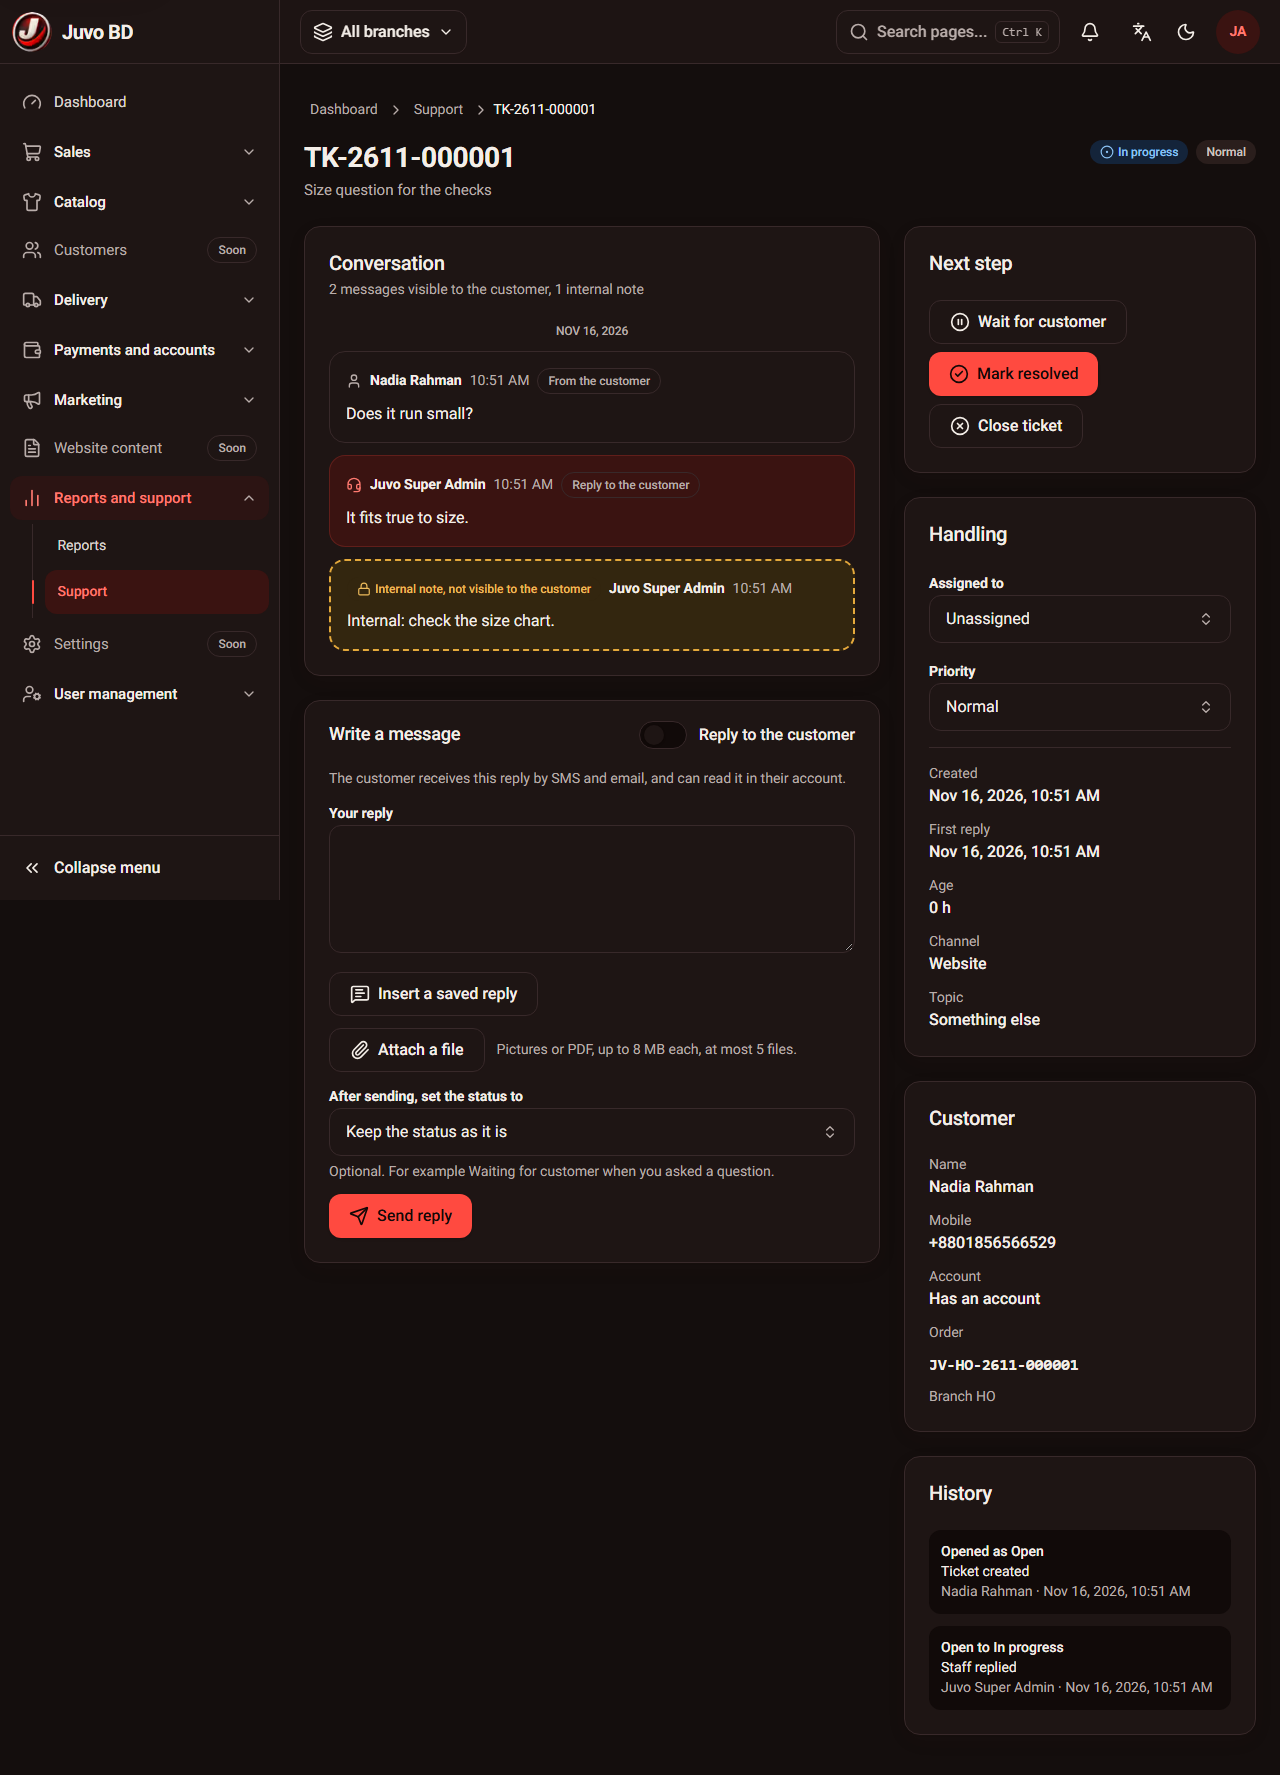 Juvo BD
All branches
Search pages... Ctrl K
JA
Dashboard
Sales
Catalog
Customers Soon
Delivery
Payments and accounts
Marketing
Website content Soon
Reports and support
Reports
Support
Settings Soon
User management
Collapse menu
Dashboard > Support > TK-2611-000001
TK-2611-000001
In progress Normal
Size question for the checks
Conversation
2 messages visible to the customer, 1 internal note
NOV 16, 2026
Nadia Rahman 10:51 AM From the customer
Does it run small?
Juvo Super Admin 10:51 AM Reply to the customer
It fits true to size.
Internal note, not visible to the customer Juvo Super Admin 10:51 AM
Internal: check the size chart.
Write a message
Reply to the customer
The customer receives this reply by SMS and email, and can read it in their account.
Your reply
Insert a saved reply
Attach a file
Pictures or PDF, up to 8 MB each, at most 5 files.
After sending, set the status to
Keep the status as it is
Optional. For example Waiting for customer when you asked a question.
Send reply
Next step
Wait for customer
Mark resolved
Close ticket
Handling
Assigned to
Unassigned
Priority
Normal
Created
Nov 16, 2026, 10:51 AM
First reply
Nov 16, 2026, 10:51 AM
Age
0 h
Channel
Website
Topic
Something else
Customer
Name
Nadia Rahman
Mobile
+8801856566529
Account
Has an account
Order
JV-HO-2611-000001
Branch HO
History
Opened as Open
Ticket created
Nadia Rahman · Nov 16, 2026, 10:51 AM
Open to In progress
Staff replied
Juvo Super Admin · Nov 16, 2026, 10:51 AM